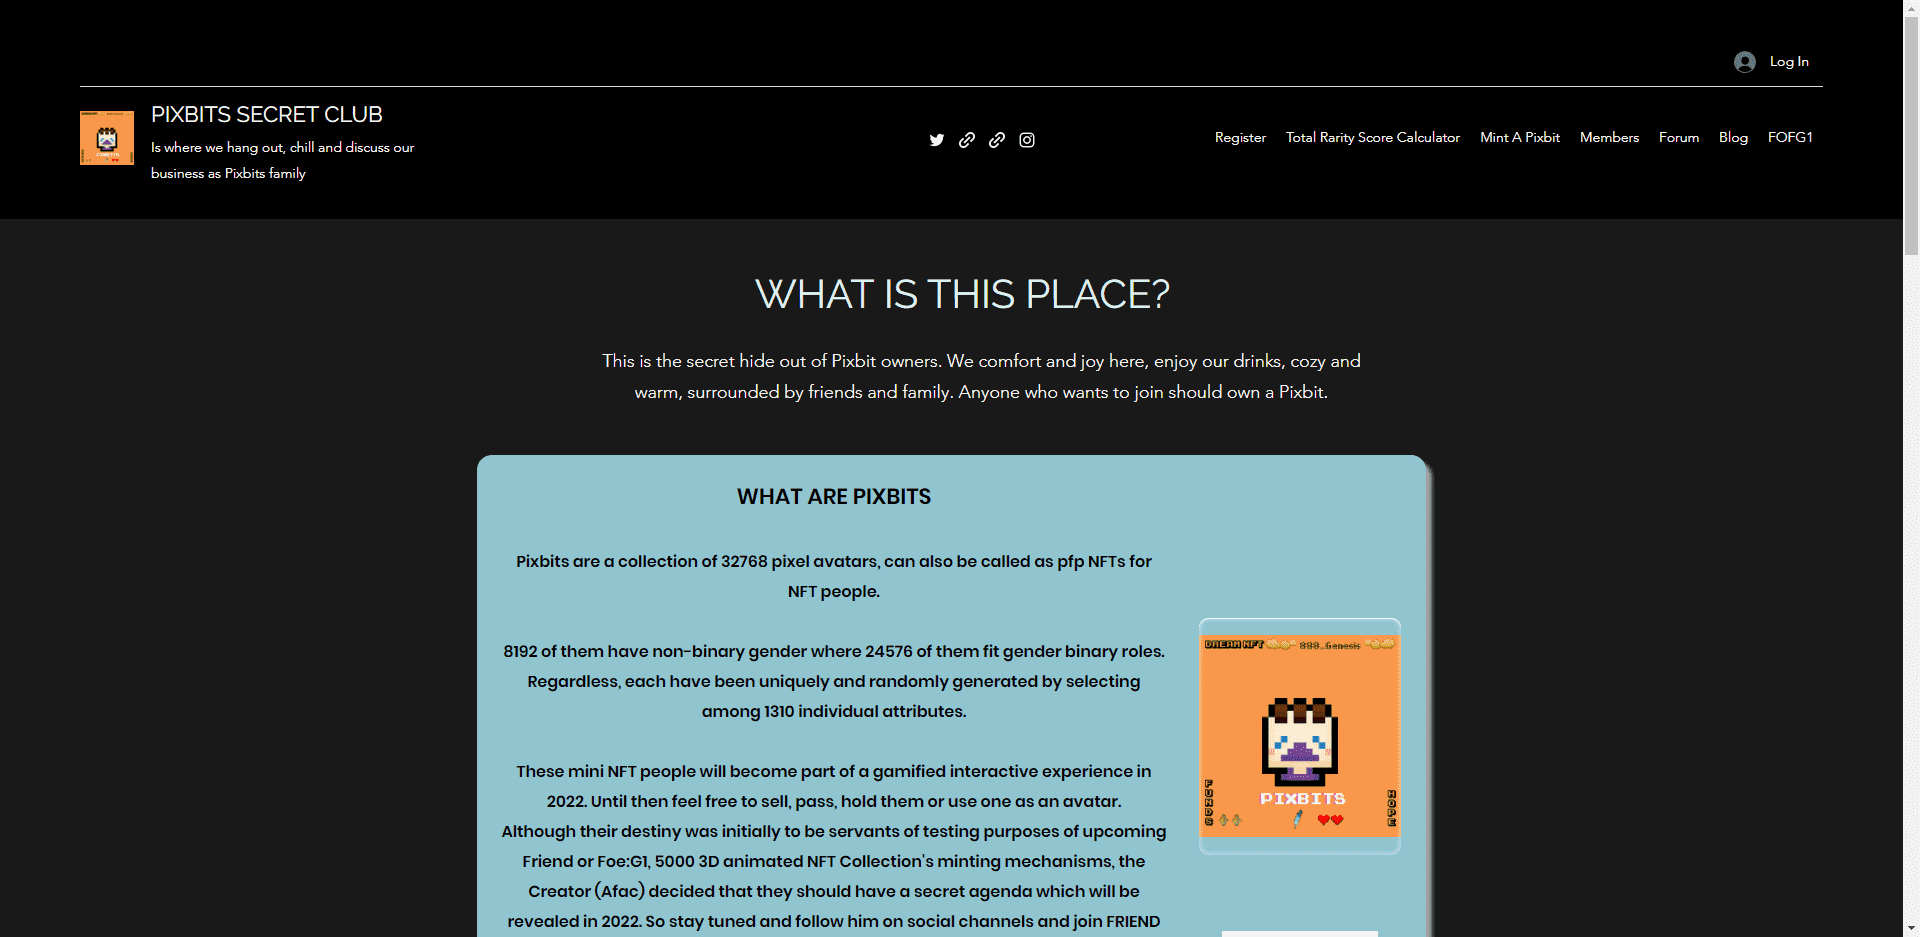 Log In
PIXBITS SECRET CLUB
Is where we hang out, chill and discuss our
business as Pixbits family
Register Total Rarity Score Calculator Mint A Pixbit Members Forum Blog FOFG1
WHAT IS THIS PLACE?
This is the secret hide out of Pixbit owners. We comfort and joy here, enjoy our drinks, cozy and
warm, surrounded by friends and family. Anyone who wants to join should own a Pixbit.
WHAT ARE PIXBITS
Pixbits are a collection of 32768 pixel avatars, can also be called as pfp NFTs for
NFT people.
8192 of them have non-binary gender where 24576 of them fit gender binary roles.
Regardless, each have been uniquely and randomly generated by selecting
among 1310 individual attributes.
These mini NFT people will become part of a gamified interactive experience in
2022. Until then feel free to sell, pass, hold them or use one as an avatar.
Although their destiny was initially to be servants of testing purposes of upcoming
Friend or Foe:G1, 5000 3D animated NFT Collection's minting mechanisms, the
Creator (Afac) decided that they should have a secret agenda which will be
revealed in 2022. So stay tuned and follow him on social channels and join FRIEND
DREAM NFT
FUNDS
PIXBITS
HOPE